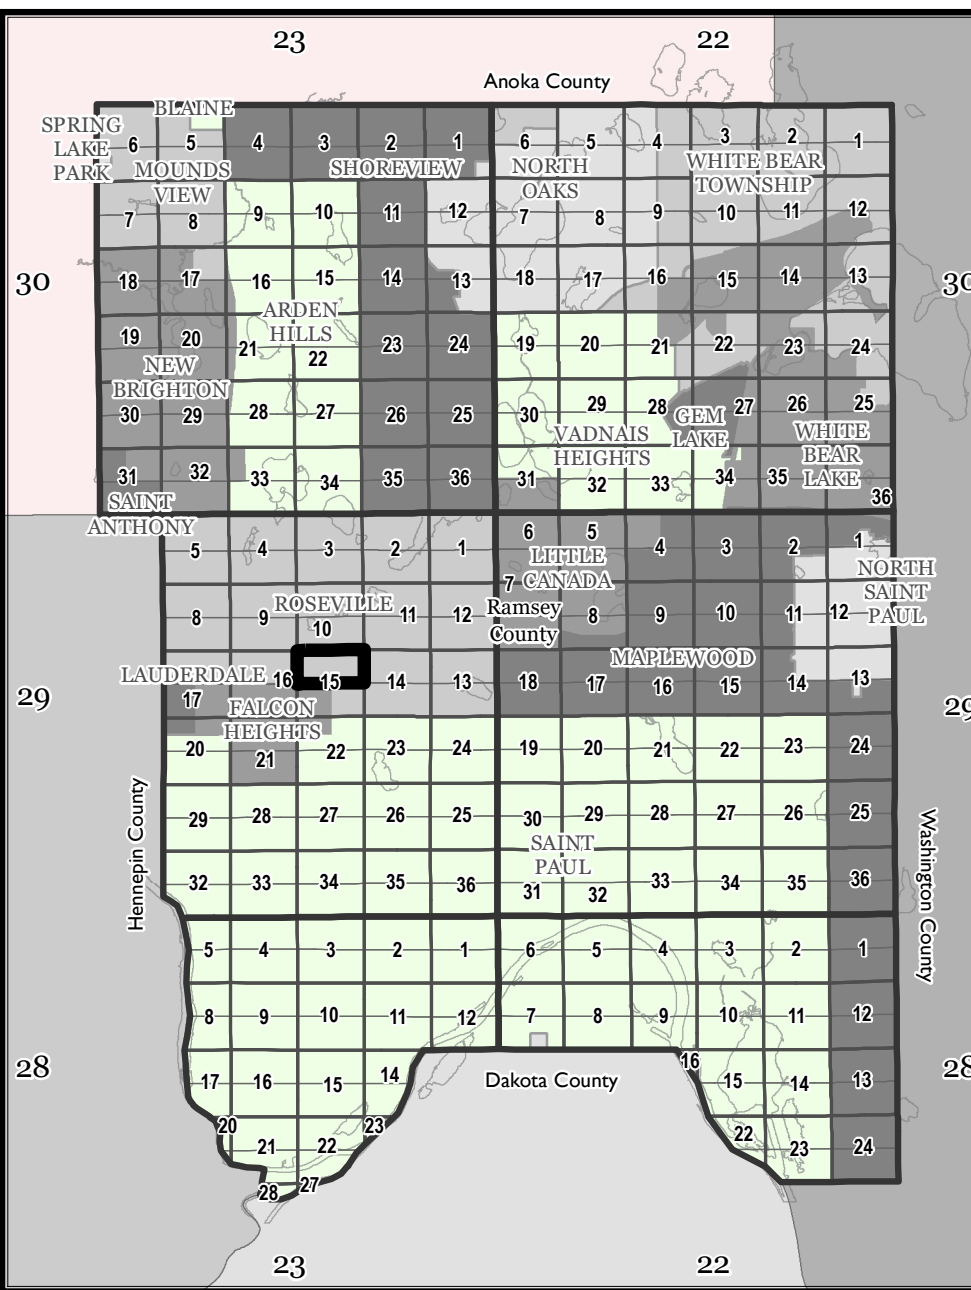 23 22
Anoka County
BLAINE
SPRING
LAKE
PARK
6 5 4 3 2 1 6 5 4 3 2 1
MOUNDS
VIEW
SHOREVIEW
NORTH
OAKS
WHITE BEAR
TOWNSHIP
7 8 9 10 11 12 7 8 9 10 11 12
30 18 17 16 15 14 13 18 17 16 15 14 13 30
ARDEN
HILLS
19 20 21 22 23 24 19 20 21 22 23 24
NEW
BRIGHTON
30 29 28 27 26 25 30 29 28 27 26 25
GEM
LAKE
VADNAIS
HEIGHTS
WHITE
BEAR
LAKE
31 32 33 34 35 36 31 32 33 34 35 36
SAINT
ANTHONY
5 4 3 2 1 6 5 4 3 2 1
LITTLE
CANADA
NORTH
SAINT
PAUL
8 9 10 11 12 7 8 9 10 11 12
ROSEVILLE
Ramsey
County
MAPLEWOOD
LAUDERDALE
29 17 16 15 14 13 18 17 16 15 14 13 29
FALCON
HEIGHTS
20 21 22 23 24 19 20 21 22 23 24
29 28 27 26 25 30 29 28 27 26 25
SAINT
PAUL
32 33 34 35 36 31 32 33 34 35 36
Hennepin County
Washington County
5 4 3 2 1 6 5 4 3 2 1
8 9 10 11 12 7 8 9 10 11 12
28 17 16 15 14 16 15 14 13 28
Dakota County
20 21 22 23 22 23 24
28 27
23 22